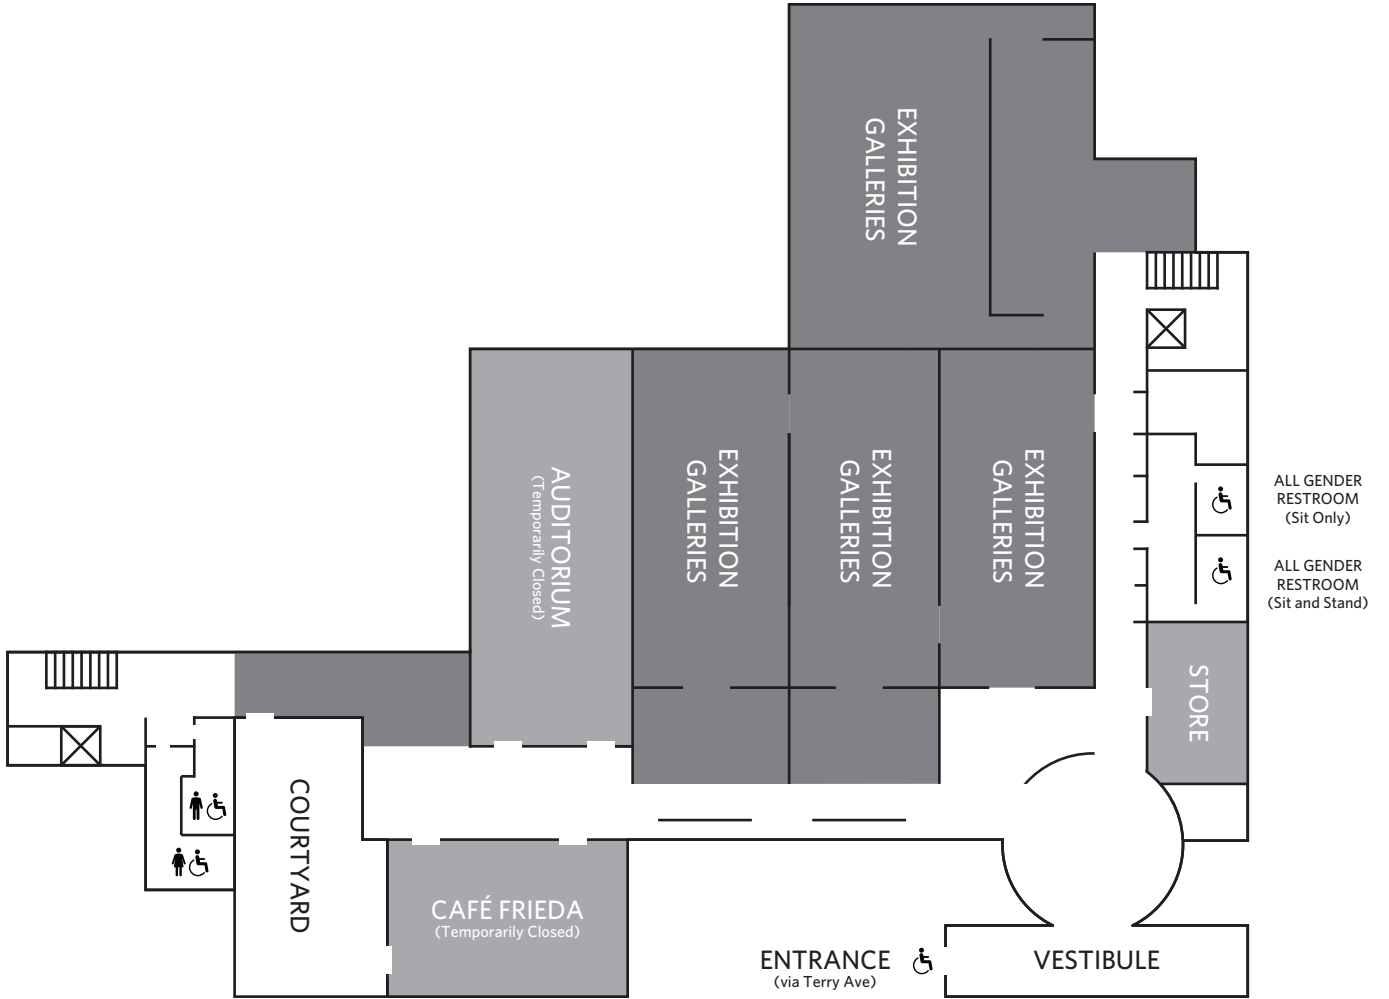 EXHIBITION
GALLERIES
AUDITORIUM
(Temporarily Closed)
EXHIBITION
GALLERIES
EXHIBITION
GALLERIES
EXHIBITION
GALLERIES
ALL GENDER
RESTROOM
(Sit Only)
ALL GENDER
RESTROOM
(Sit and Stand)
STORE
COURTYARD
CAFÉ FRIEDA
(Temporarily Closed)
ENTRANCE
(via Terry Ave)
VESTIBULE